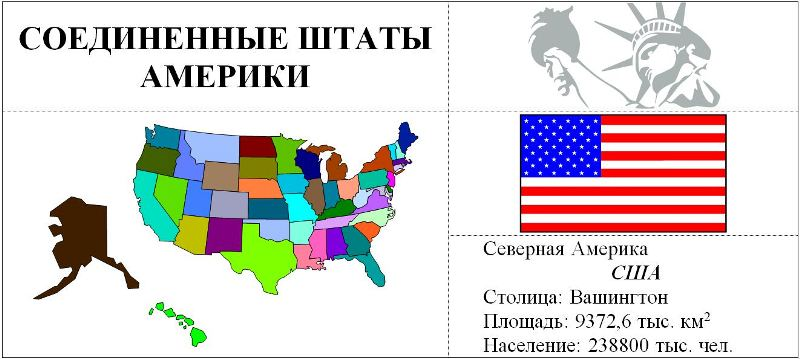 СОЕДИНЕННЫЕ ШТАТЫ
АМЕРИКИ
Северная Америка
США
Столица: Вашингтон
Площадь: 9372,6 тыс. км²
Население: 238800 тыс. чел.